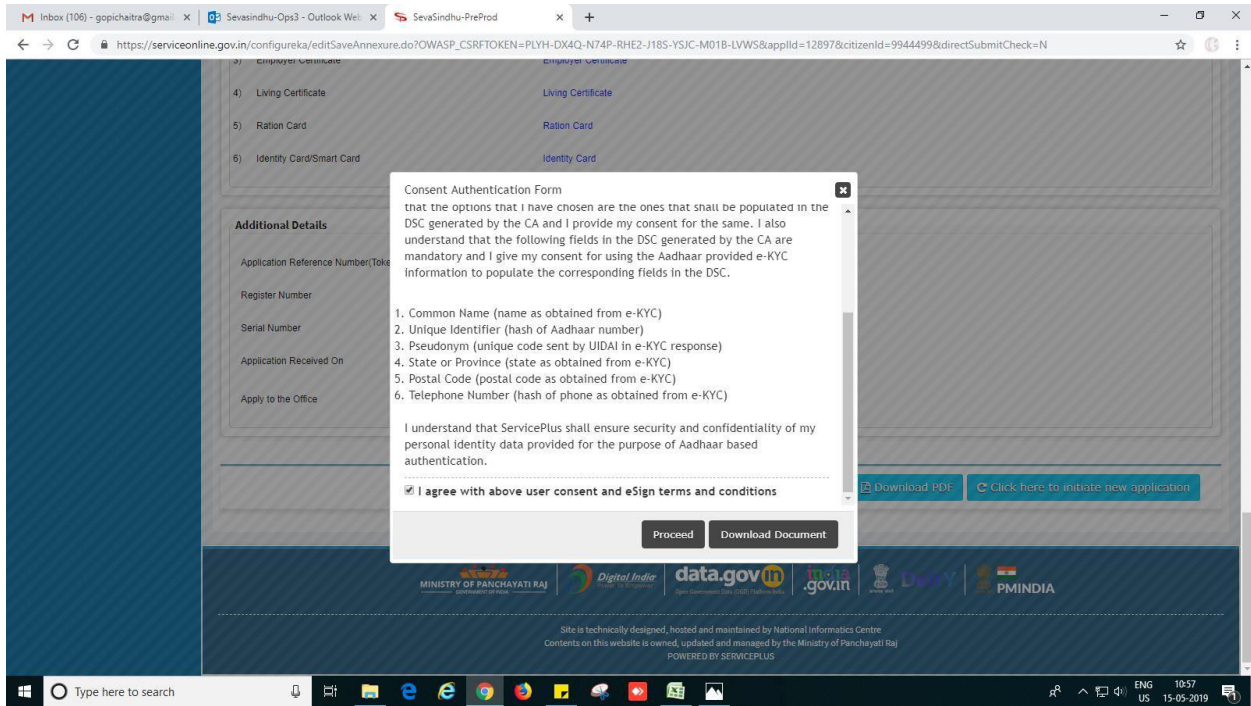 Inbox (106) - gopichaitra@gmail
Sevasindhu-Ops3 - Outlook Web
SevaSindhu-PreProd
https://serviceonline.gov.in/configureka/editSaveAnnexure.do?OWASP_CSRFTOKEN=PLYH-DX4Q-N74P-RHE2-J18S-YSJC-M01B-LVWS&applId=12897&citizenId=9944499&directSubmitCheck=N
3) Employer Certificate Employer Certificate
4) Living Certificate Living Certificate
5) Ration Card Ration Card
6) Identity Card/Smart Card Identity Card
Consent Authentication Form
that the options that I have chosen are the ones that shall be populated in the
DSC generated by the CA and I provide my consent for the same. I also
understand that the following fields in the DSC generated by the CA are
mandatory and I give my consent for using the Aadhaar provided e-KYC
information to populate the corresponding fields in the DSC.
1. Common Name (name as obtained from e-KYC)
2. Unique Identifier (hash of Aadhaar number)
3. Pseudonym (unique code sent by UIDAI in e-KYC response)
4. State or Province (state as obtained from e-KYC)
5. Postal Code (postal code as obtained from e-KYC)
6. Telephone Number (hash of phone as obtained from e-KYC)
I understand that ServicePlus shall ensure security and confidentiality of my
personal identity data provided for the purpose of Aadhaar based
authentication.
I agree with above user consent and eSign terms and conditions
Proceed Download Document
Additional Details
Application Reference Number(Toke
Register Number
Serial Number
Application Received On
Apply to the Office
Download PDF Click here to initiate new application
MINISTRY OF PANCHAYATI RAJ
Digital India
data.gov in
Open Government Data (OGD) Platform India
india.gov.in
PMINDIA
Site is technically designed, hosted and maintained by National Informatics Centre
Contents on this website is owned, updated and managed by the Ministry of Panchayati Raj
POWERED BY SERVICEPLUS
Type here to search
ENG
US
10:57
15-05-2019